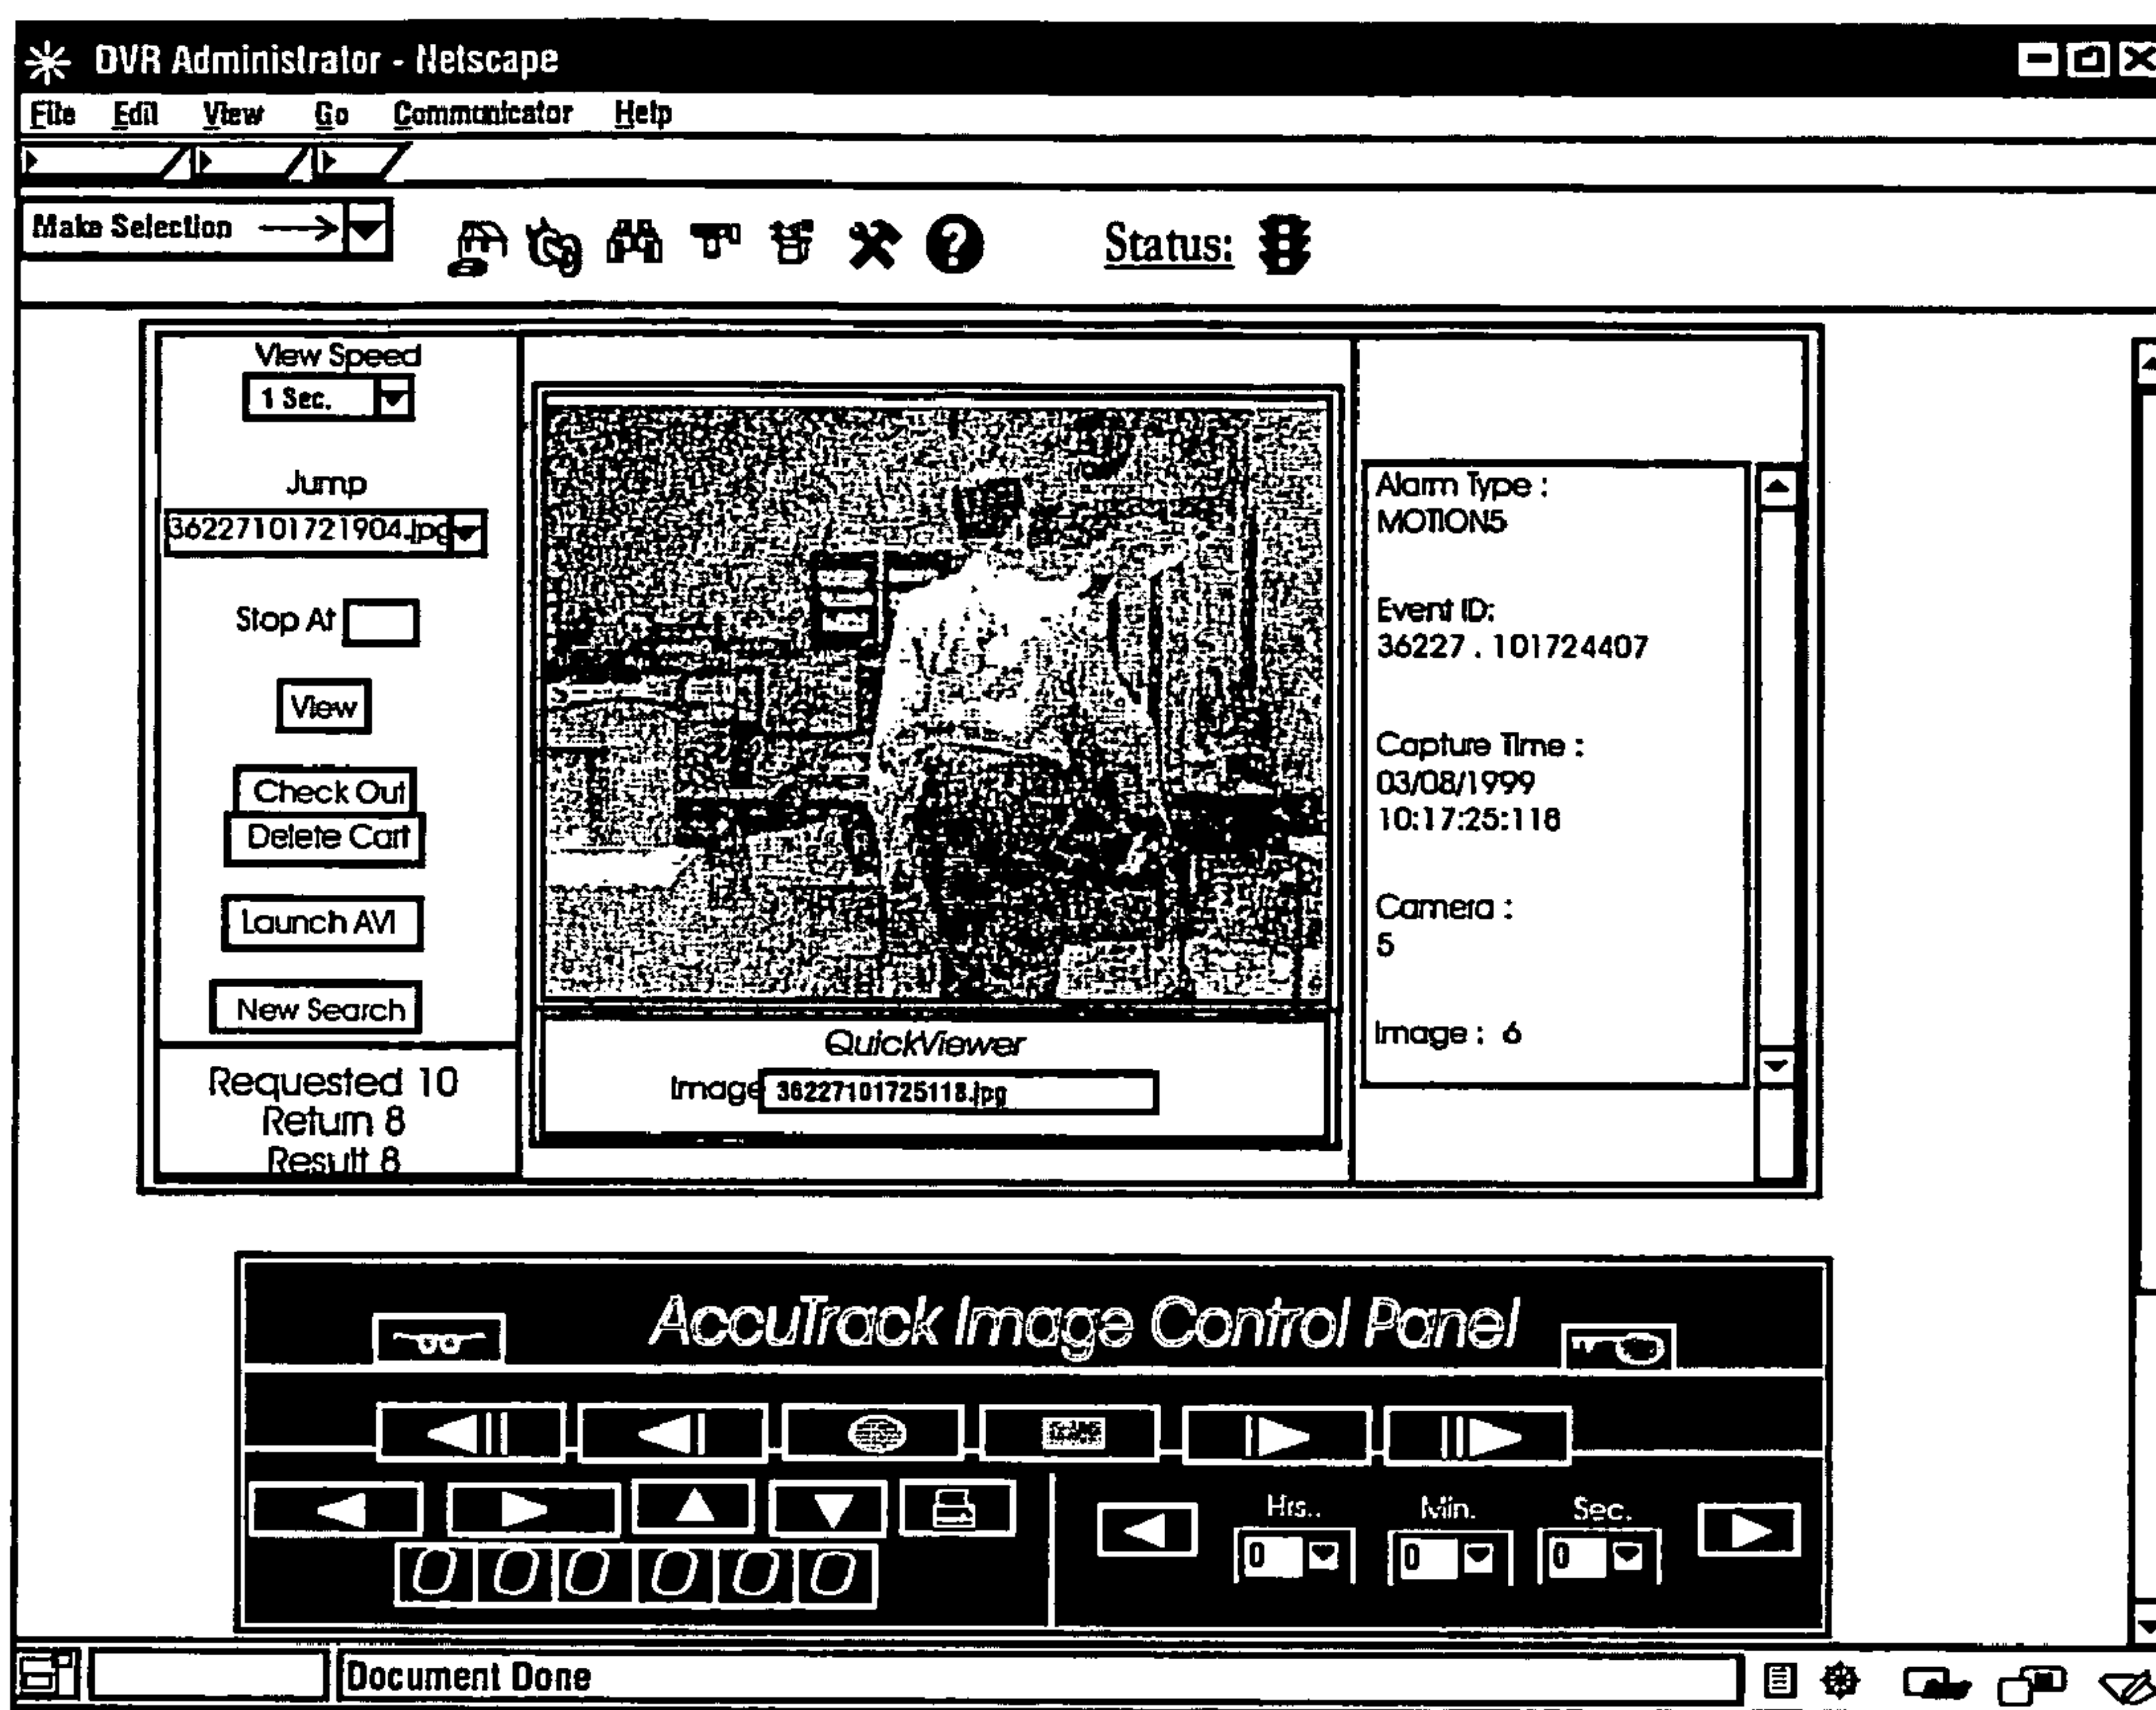 DVR Administrator - Netscape
File Edit View Go Communicator Help
Make Selection
?
Status:
View Speed
1 Sec.
Jump
36227101721904.jpg
Stop At
View
Check Out
Delete Cart
Launch AVI
New Search
Requested 10
Return 8
Result 8
QuickViewer
Image 36227101725118.jpg
Alarm Type :
MOTION5
Event ID:
36227 . 101724407
Capture Time :
03/08/1999
10:17:25:118
Camera :
5
Image : 6
AccuTrack Image Control Panel
Hrs.. Min. Sec.
0 0 0
0 0 0 0 0 0
Document Done